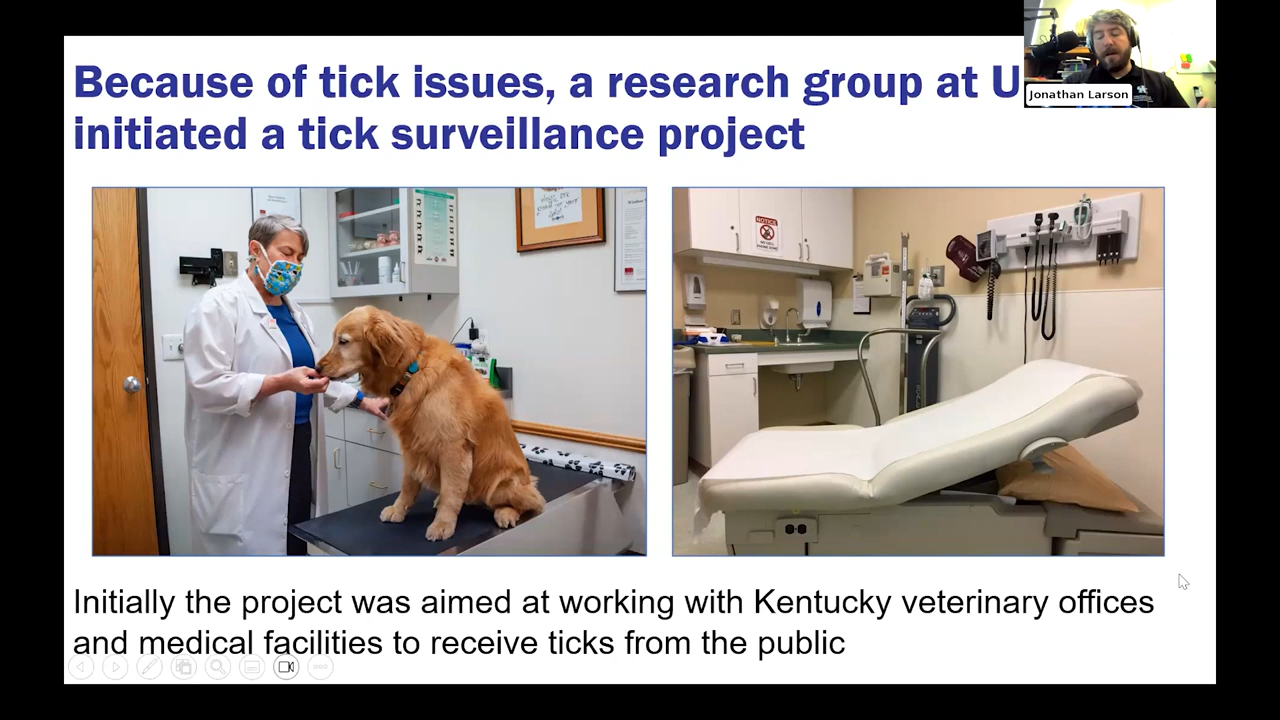 Because of tick issues, a research group at U
initiated a tick surveillance project
Jonathan Larson
NOTICE
Initially the project was aimed at working with Kentucky veterinary offices
and medical facilities to receive ticks from the public